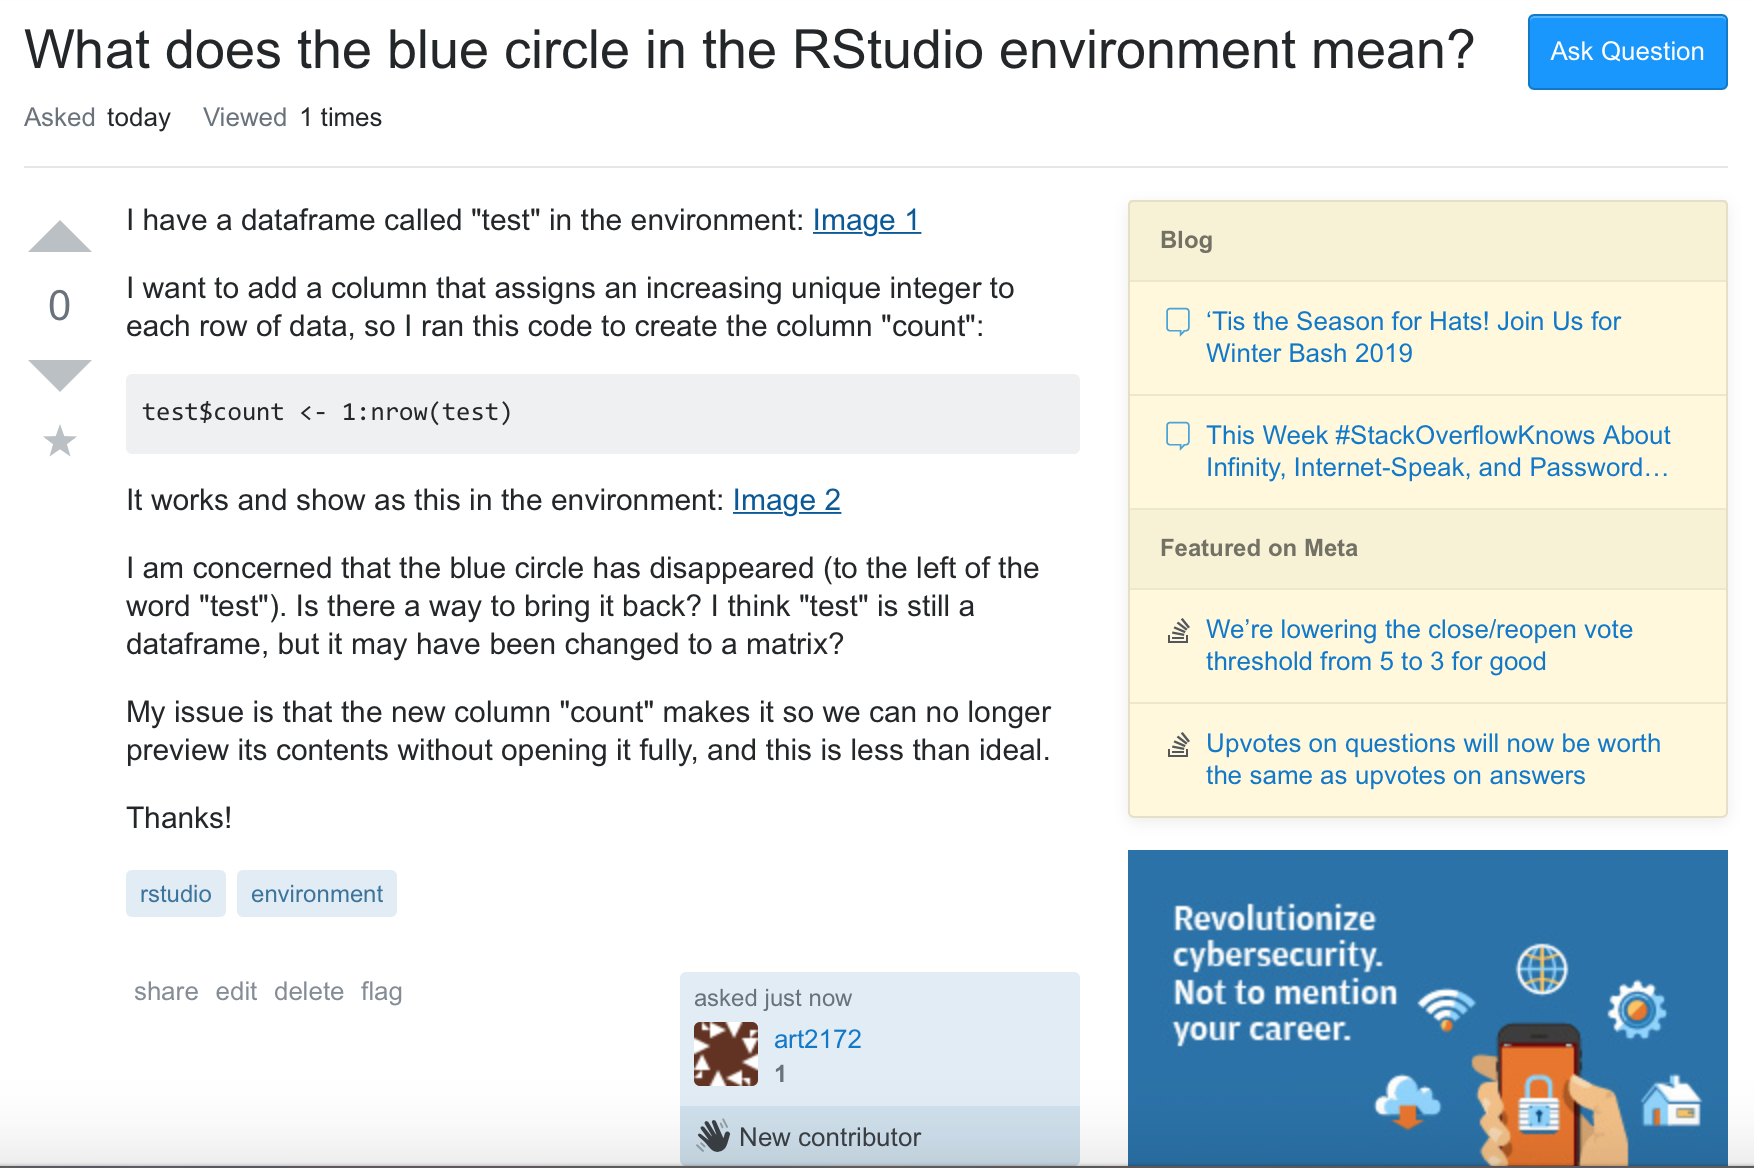 What does the blue circle in the RStudio environment mean?
Ask Question
Asked today Viewed 1 times
I have a dataframe called "test" in the environment: Image 1
I want to add a column that assigns an increasing unique integer to
each row of data, so I ran this code to create the column "count":
0
test$count <- 1:nrow(test)
It works and show as this in the environment: Image 2
I am concerned that the blue circle has disappeared (to the left of the
word "test"). Is there a way to bring it back? I think "test" is still a
dataframe, but it may have been changed to a matrix?
My issue is that the new column "count" makes it so we can no longer
preview its contents without opening it fully, and this is less than ideal.
Thanks!
rstudio environment
share edit delete flag
asked just now
art2172
1
New contributor
Blog
‘Tis the Season for Hats! Join Us for
Winter Bash 2019
This Week #StackOverflowKnows About
Infinity, Internet-Speak, and Password…
Featured on Meta
We’re lowering the close/reopen vote
threshold from 5 to 3 for good
Upvotes on questions will now be worth
the same as upvotes on answers
Revolutionize
cybersecurity.
Not to mention
your career.